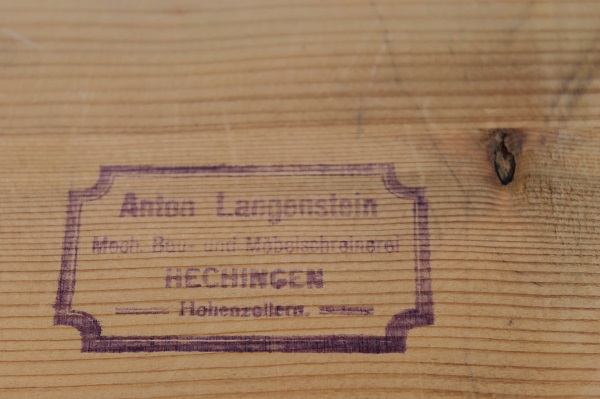 Anton Langenstein
Mech. Bau- und Möbelschreinerei
HECHINGEN
Hohenzollern.